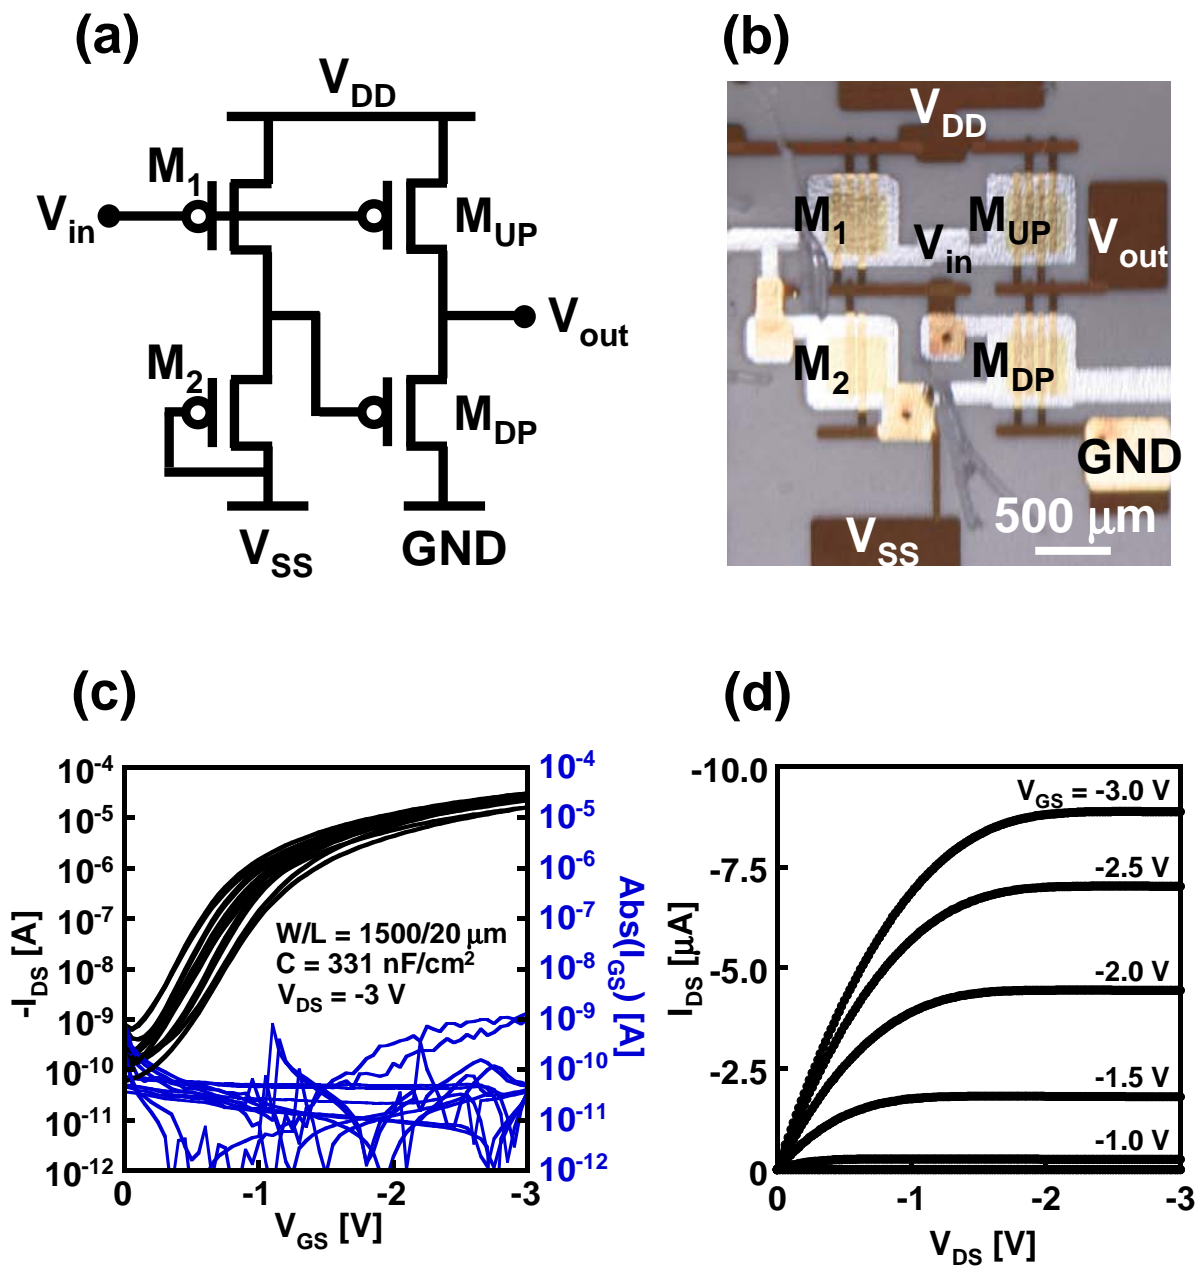 (a)
V_DD
M_1
V_in
M_UP
V_out
M_2
M_DP
V_SS
GND
(b)
V_DD
M_1
M_UP
V_in
V_out
M_2
M_DP
GND
500 μm
V_SS
(c)
10^-4
10^-5
10^-6
10^-7
10^-8
10^-9
10^-10
10^-11
10^-12
-I_DS [A]
W/L = 1500/20 μm
C = 331 nF/cm²
V_DS = -3 V
10^-4
10^-5
10^-6
10^-7
10^-8
10^-9
10^-10
10^-11
10^-12
Abs(I_GS) [A]
0 -1 -2 -3
V_GS [V]
(d)
-10.0
-7.5
-5.0
-2.5
0
I_DS [μA]
V_GS = -3.0 V
-2.5 V
-2.0 V
-1.5 V
-1.0 V
0 -1 -2 -3
V_DS [V]